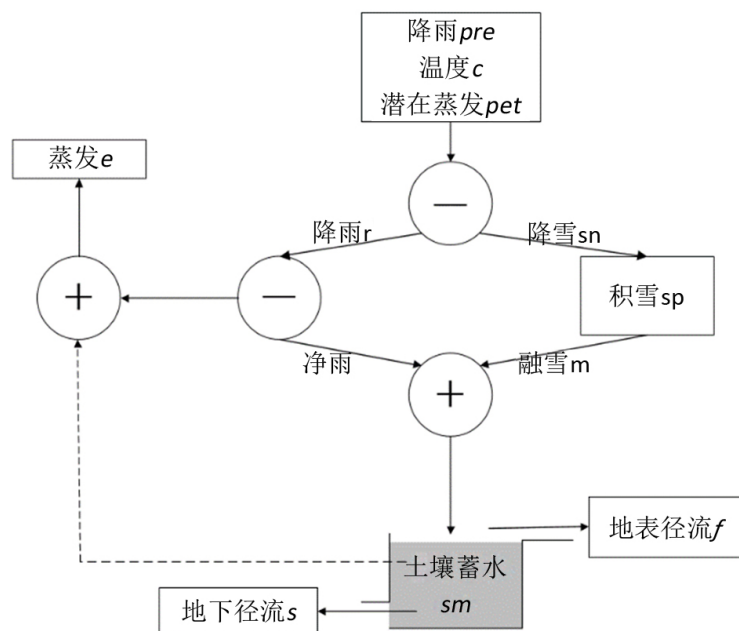 降雨pre
温度c
潜在蒸发pet
蒸发e
降雨r
降雪sn
积雪sp
净雨
融雪m
地表径流f
土壤蓄水
sm
地下径流s